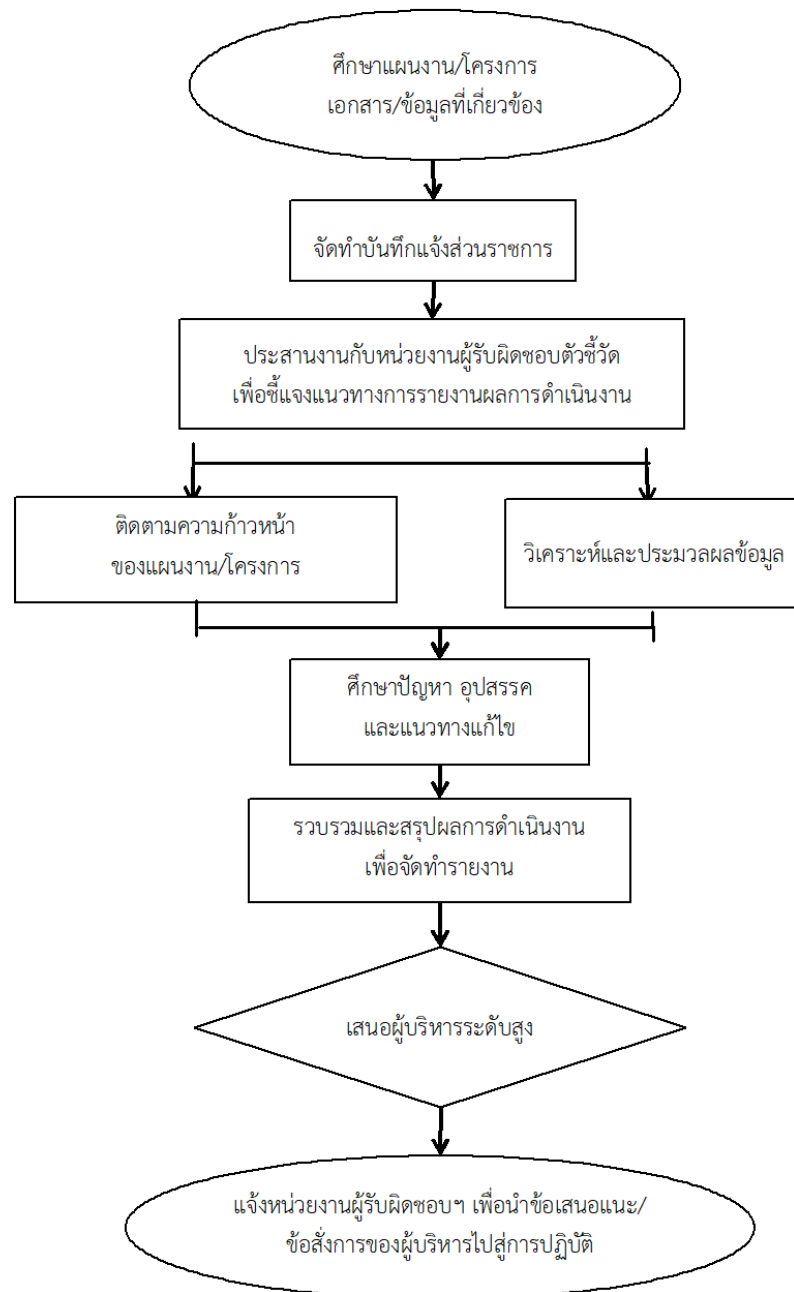 ศึกษาแผนงาน/โครงการ
เอกสาร/ข้อมูลที่เกี่ยวข้อง
จัดทำบันทึกแจ้งส่วนราชการ
ประสานงานกับหน่วยงานผู้รับผิดชอบตัวชี้วัด
เพื่อชี้แจงแนวทางการรายงานผลการดำเนินงาน
ติดตามความก้าวหน้า
ของแผนงาน/โครงการ
วิเคราะห์และประมวลผลข้อมูล
ศึกษาปัญหา อุปสรรค
และแนวทางแก้ไข
รวบรวมและสรุปผลการดำเนินงาน
เพื่อจัดทำรายงาน
เสนอผู้บริหารระดับสูง
แจ้งหน่วยงานผู้รับผิดชอบฯ เพื่อนำข้อเสนอแนะ/
ข้อสั่งการของผู้บริหารไปสู่การปฏิบัติ